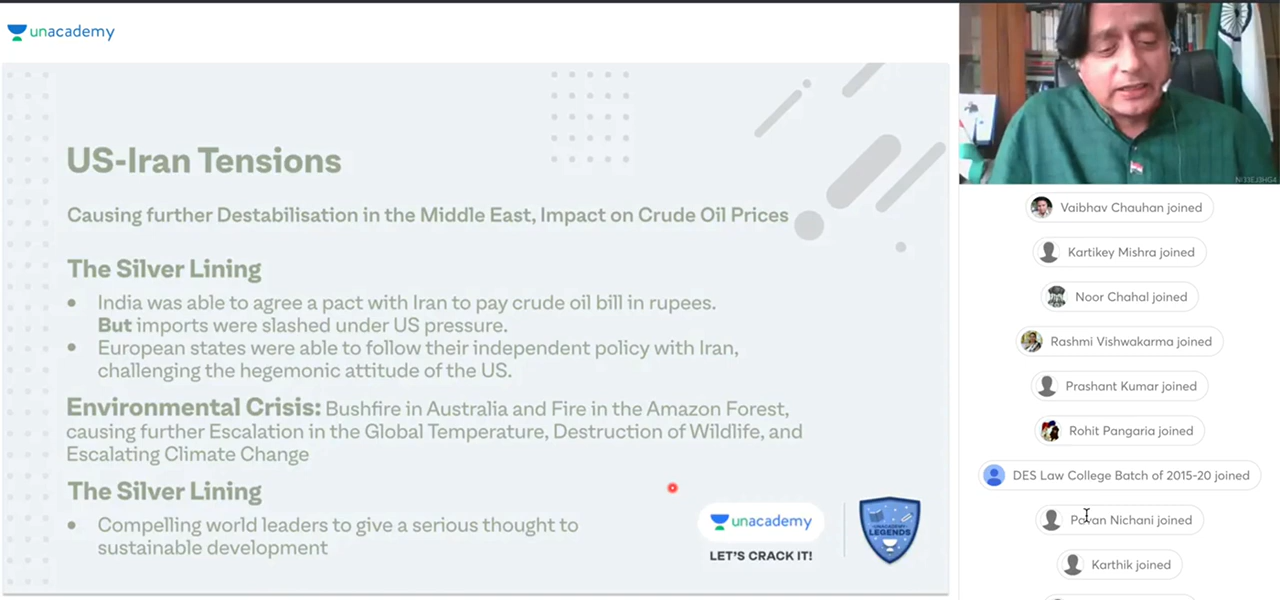 unacademy
US-Iran Tensions
Causing further Destabilisation in the Middle East, Impact on Crude Oil Prices
The Silver Lining
India was able to agree a pact with Iran to pay crude oil bill in rupees.
But imports were slashed under US pressure.
European states were able to follow their independent policy with Iran,
challenging the hegemonic attitude of the US.
Environmental Crisis: Bushfire in Australia and Fire in the Amazon Forest,
causing further Escalation in the Global Temperature, Destruction of Wildlife, and
Escalating Climate Change
The Silver Lining
Compelling world leaders to give a serious thought to
sustainable development
unacademy
LET'S CRACK IT!
UNACADEMY
LEGENDS
Vaibhav Chauhan joined
Kartikey Mishra joined
Noor Chahal joined
Rashmi Vishwakarma joined
Prashant Kumar joined
Rohit Pangaria joined
DES Law College Batch of 2015-20 joined
Pavan Nichani joined
Karthik joined